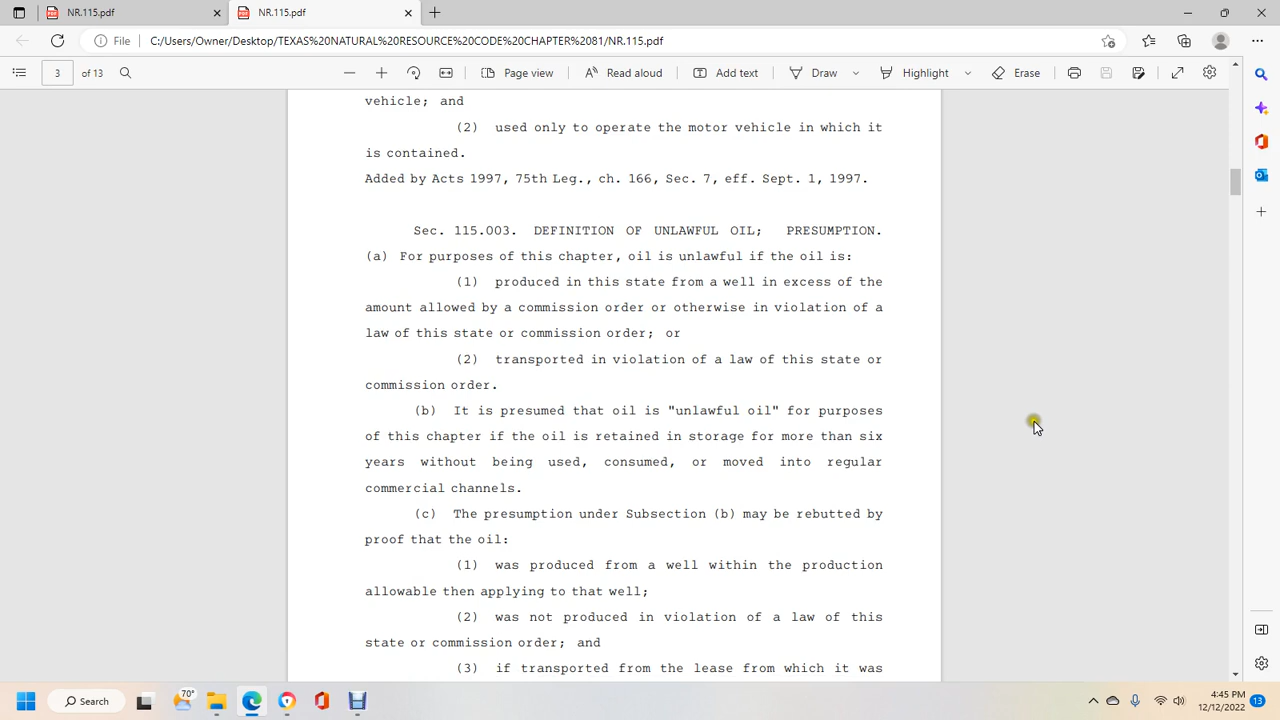 NR.115.pdf
NR.115.pdf
File C:/Users/Owner/Desktop/TEXAS%20NATURAL%20RESOURCE%20CODE%20CHAPTER%2081/NR.115.pdf
3 of 13 Page view Read aloud Add text Draw Highlight Erase
vehicle; and
(2) used only to operate the motor vehicle in which it
is contained.
Added by Acts 1997, 75th Leg., ch. 166, Sec. 7, eff. Sept. 1, 1997.
Sec. 115.003. DEFINITION OF UNLAWFUL OIL; PRESUMPTION.
(a) For purposes of this chapter, oil is unlawful if the oil is:
(1) produced in this state from a well in excess of the
amount allowed by a commission order or otherwise in violation of a
law of this state or commission order; or
(2) transported in violation of a law of this state or
commission order.
(b) It is presumed that oil is "unlawful oil" for purposes
of this chapter if the oil is retained in storage for more than six
years without being used, consumed, or moved into regular
commercial channels.
(c) The presumption under Subsection (b) may be rebutted by
proof that the oil:
(1) was produced from a well within the production
allowable then applying to that well;
(2) was not produced in violation of a law of this
state or commission order; and
(3) if transported from the lease from which it was
Search
70°
4:45 PM
12/12/2022
13